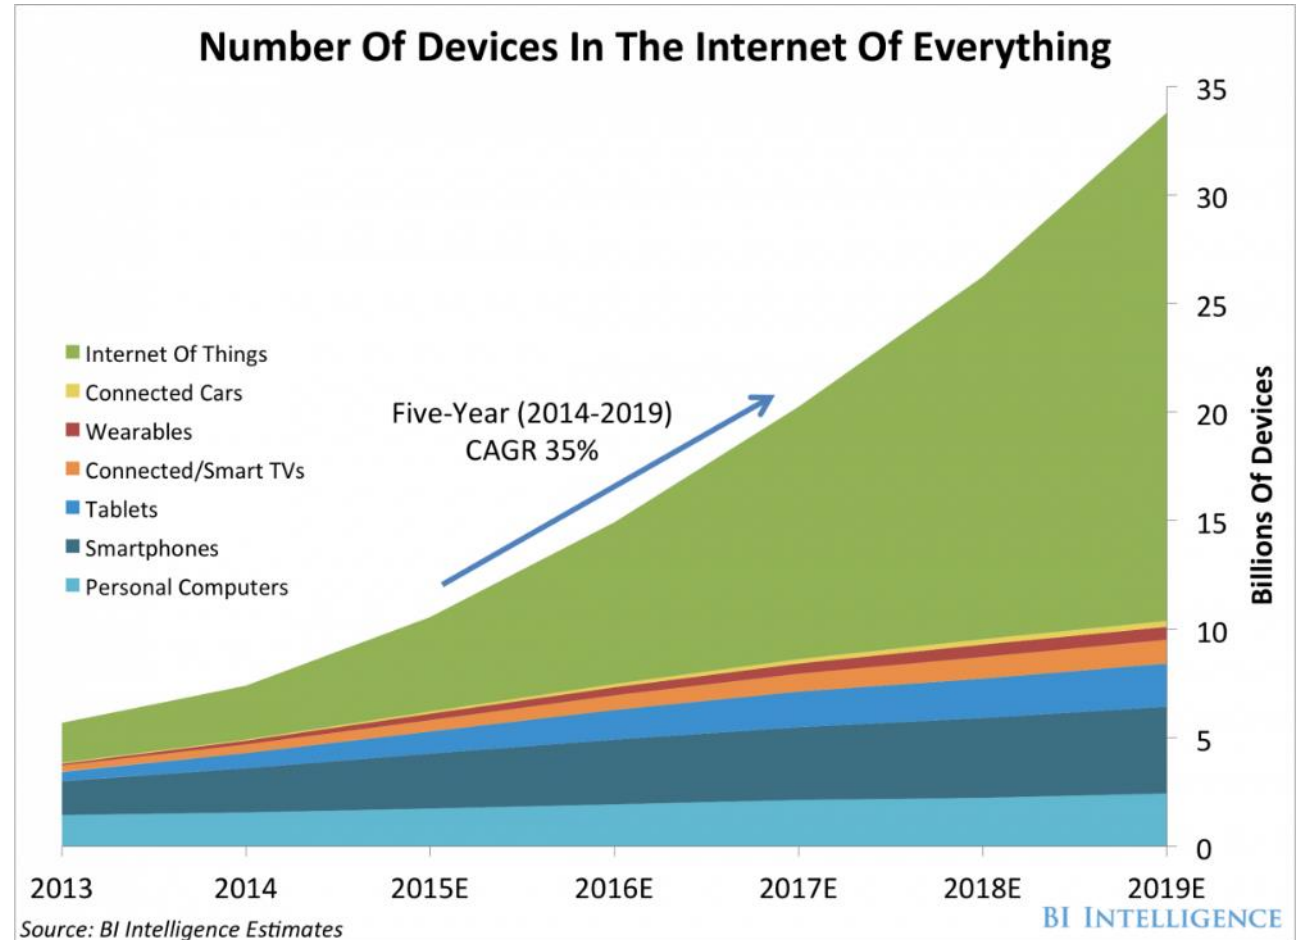 Number Of Devices In The Internet Of Everything
35
30
25
20
15
10
5
0
Billions Of Devices
Internet Of Things
Connected Cars
Wearables
Connected/Smart TVs
Tablets
Smartphones
Personal Computers
Five-Year (2014-2019)
CAGR 35%
2013 2014 2015E 2016E 2017E 2018E 2019E
Source: BI Intelligence Estimates
BI INTELLIGENCE